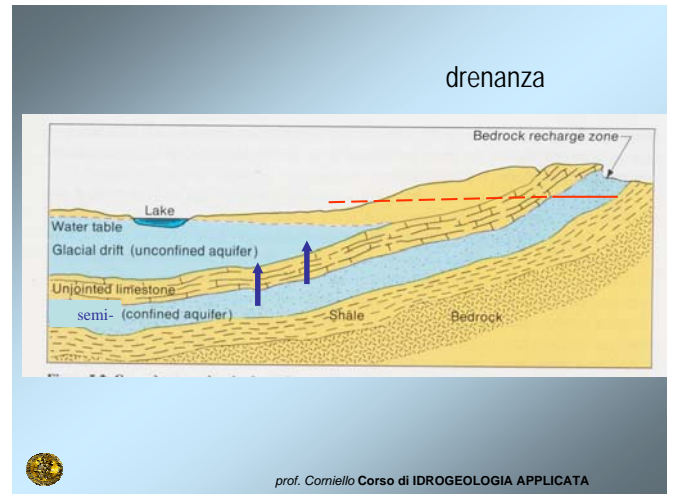 drenanza
Bedrock recharge zone
Lake
Water table
Glacial drift (unconfined aquifer)
Unjointed limestone
semi- (confined aquifer)
Shale
Bedrock
prof. Corniello Corso di IDROGEOLOGIA APPLICATA